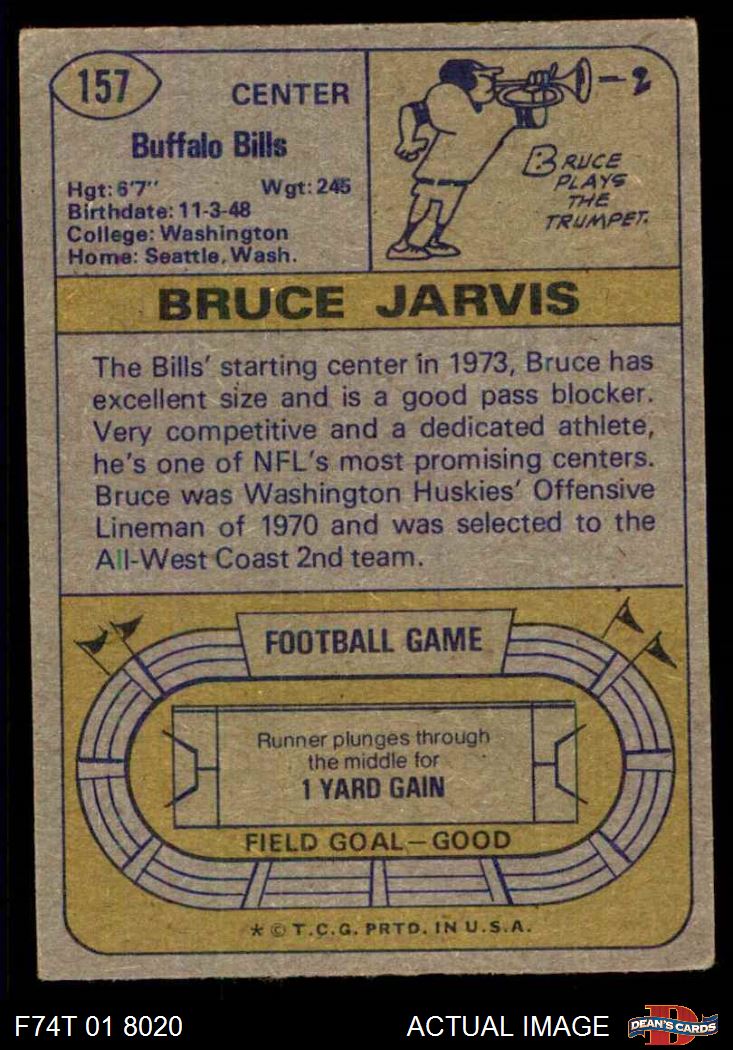 157
CENTER
Buffalo Bills
Hgt: 6'7" Wgt: 245
Birthdate: 11-3-48
College: Washington
Home: Seattle, Wash.
BRUCE
PLAYS
THE
TRUMPET.
BRUCE JARVIS
The Bills' starting center in 1973, Bruce has
excellent size and is a good pass blocker.
Very competitive and a dedicated athlete,
he's one of NFL's most promising centers.
Bruce was Washington Huskies' Offensive
Lineman of 1970 and was selected to the
All-West Coast 2nd team.
FOOTBALL GAME
Runner plunges through
the middle for
1 YARD GAIN
FIELD GOAL—GOOD
* © T.C.G. PRTD. IN U.S.A.
F74T 01 8020 ACTUAL IMAGE
D
DEAN'S CARDS